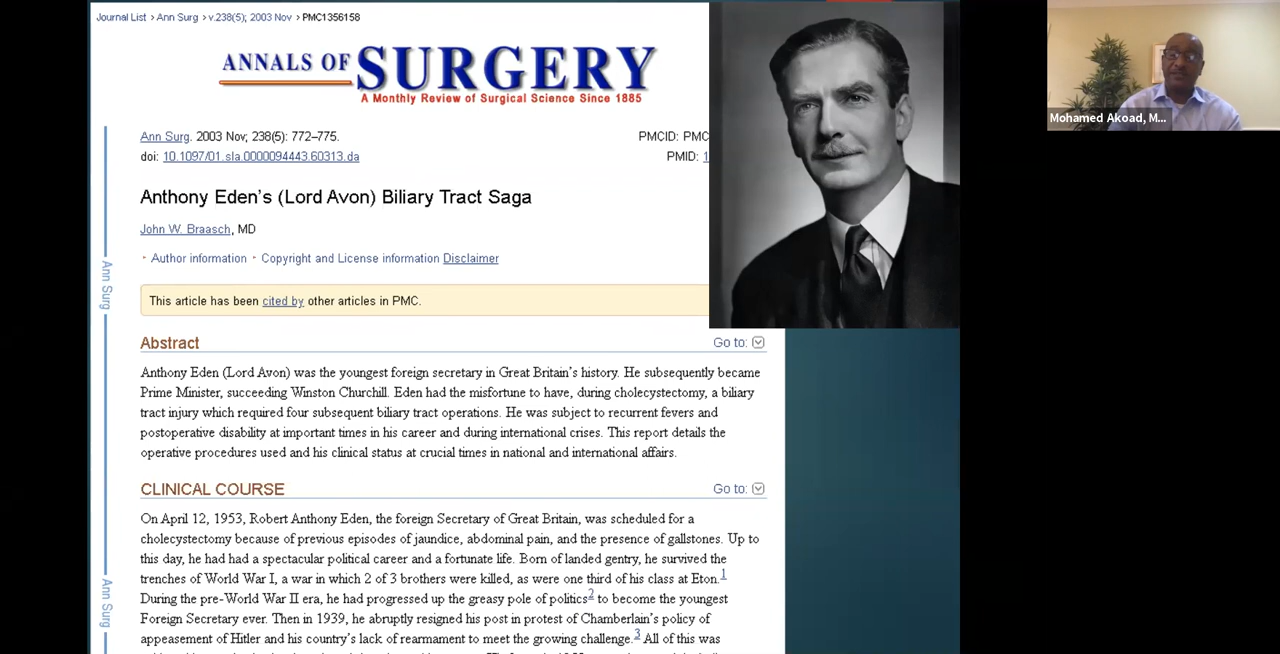 Journal List > Ann Surg > v.238(5); 2003 Nov > PMC1356158
ANNALS OF SURGERY
A Monthly Review of Surgical Science Since 1885
Ann Surg. 2003 Nov; 238(5): 772–775.
PMCID: PMC
doi: 10.1097/01.sla.0000094443.60313.da
PMID: 1
Anthony Eden's (Lord Avon) Biliary Tract Saga
John W. Braasch, MD
Author information Copyright and License information Disclaimer
This article has been cited by other articles in PMC.
Abstract
Go to:
Anthony Eden (Lord Avon) was the youngest foreign secretary in Great Britain's history. He subsequently became
Prime Minister, succeeding Winston Churchill. Eden had the misfortune to have, during cholecystectomy, a biliary
tract injury which required four subsequent biliary tract operations. He was subject to recurrent fevers and
postoperative disability at important times in his career and during international crises. This report details the
operative procedures used and his clinical status at crucial times in national and international affairs.
CLINICAL COURSE
Go to:
On April 12, 1953, Robert Anthony Eden, the foreign Secretary of Great Britain, was scheduled for a
cholecystectomy because of previous episodes of jaundice, abdominal pain, and the presence of gallstones. Up to
this day, he had had a spectacular political career and a fortunate life. Born of landed gentry, he survived the
trenches of World War I, a war in which 2 of 3 brothers were killed, as were one third of his class at Eton.1
During the pre-World War II era, he had progressed up the greasy pole of politics2 to become the youngest
Foreign Secretary ever. Then in 1939, he abruptly resigned his post in protest of Chamberlain's policy of
appeasement of Hitler and his country's lack of rearmament to meet the growing challenge.3 All of this was
Ann Surg
Ann Surg
Mohamed Akoad, M...